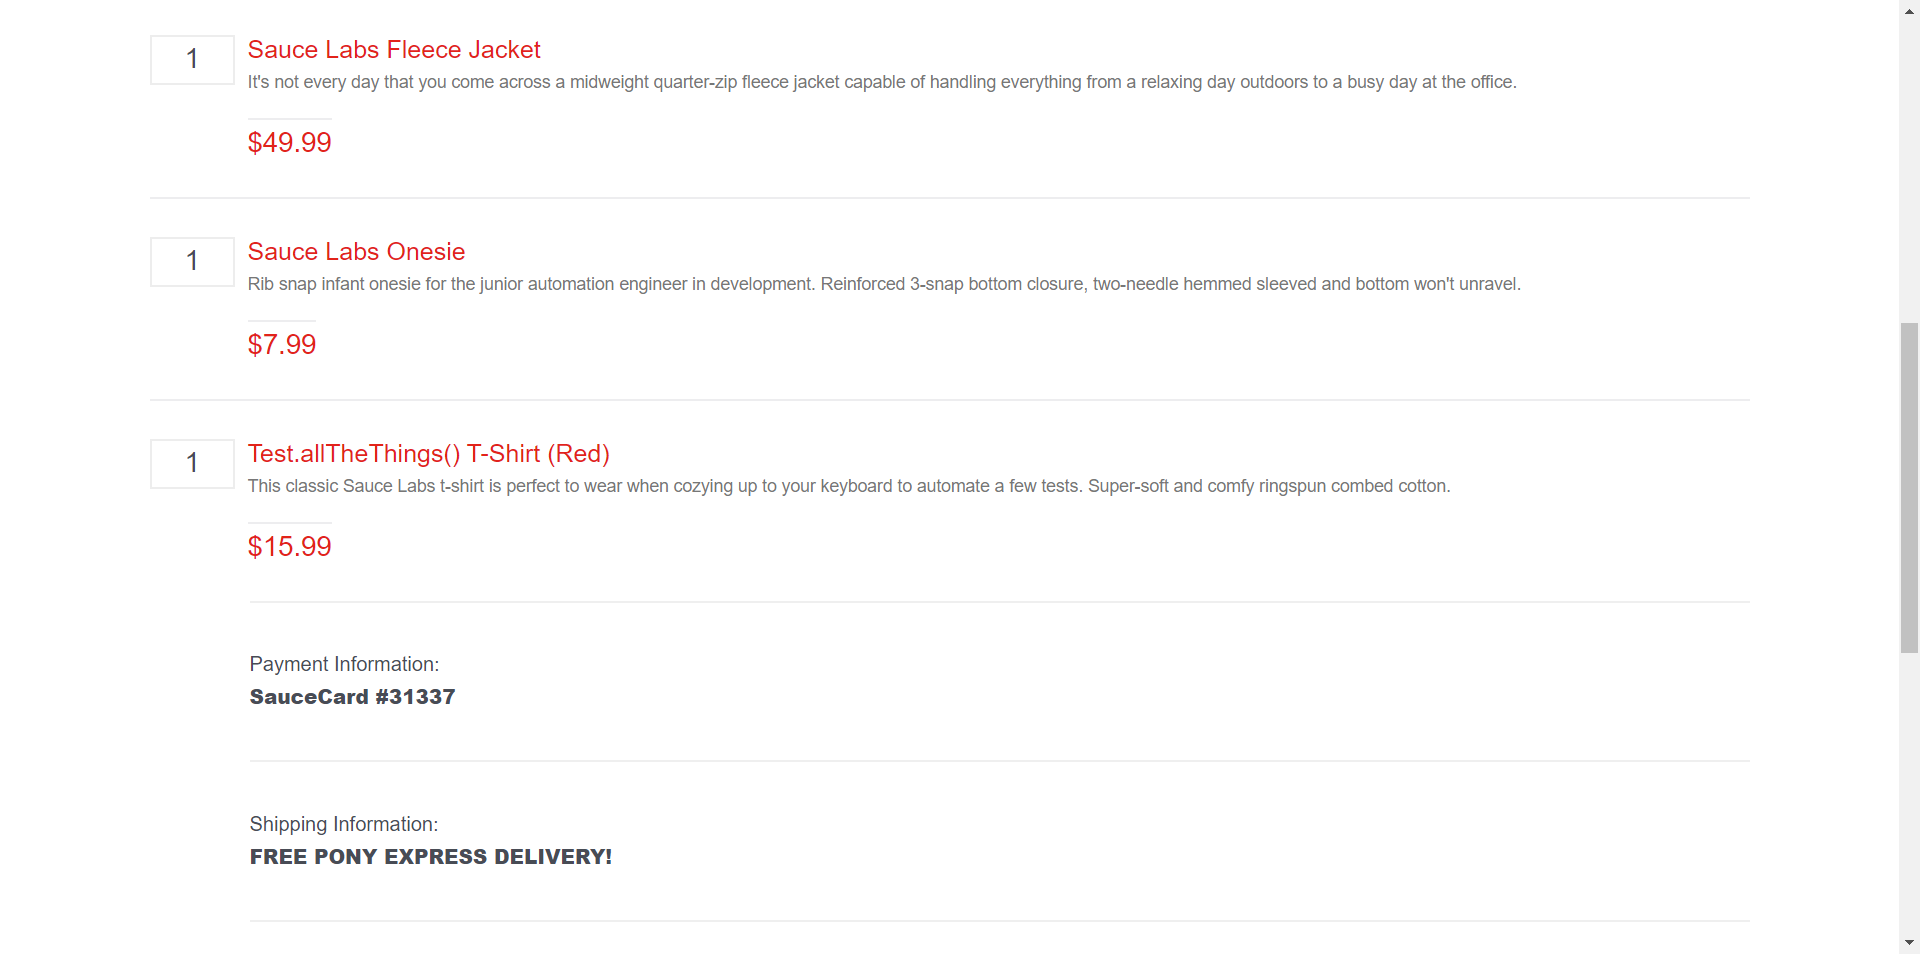 1
Sauce Labs Fleece Jacket
It's not every day that you come across a midweight quarter-zip fleece jacket capable of handling everything from a relaxing day outdoors to a busy day at the office.
$49.99
1
Sauce Labs Onesie
Rib snap infant onesie for the junior automation engineer in development. Reinforced 3-snap bottom closure, two-needle hemmed sleeved and bottom won't unravel.
$7.99
1
Test.allTheThings() T-Shirt (Red)
This classic Sauce Labs t-shirt is perfect to wear when cozying up to your keyboard to automate a few tests. Super-soft and comfy ringspun combed cotton.
$15.99
Payment Information:
SauceCard #31337
Shipping Information:
FREE PONY EXPRESS DELIVERY!